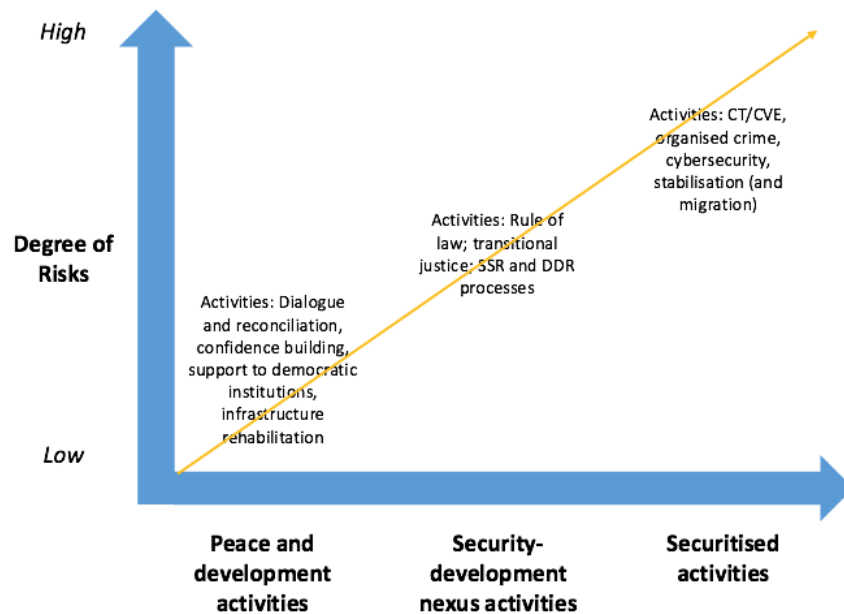 High
Activities: CT/CVE,
organised crime,
cybersecurity,
stabilisation (and
migration)
Activities: Rule of
law; transitional
justice; SSR and DDR
processes
Degree of
Risks
Activities: Dialogue
and reconciliation,
confidence building,
support to democratic
institutions,
infrastructure
rehabilitation
Low
Peace and
development
activities
Security-
development
nexus activities
Securitised
activities